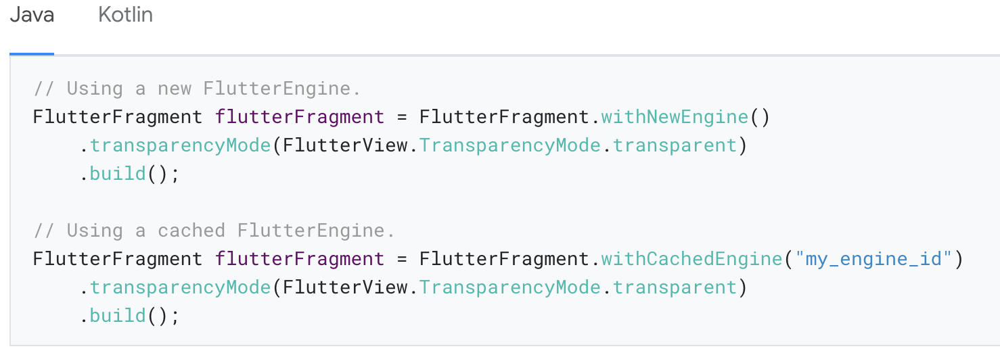 Java Kotlin
// Using a new FlutterEngine.
FlutterFragment flutterFragment = FlutterFragment.withNewEngine()
    .transparencyMode(FlutterView.TransparencyMode.transparent)
    .build();

// Using a cached FlutterEngine.
FlutterFragment flutterFragment = FlutterFragment.withCachedEngine("my_engine_id")
    .transparencyMode(FlutterView.TransparencyMode.transparent)
    .build();